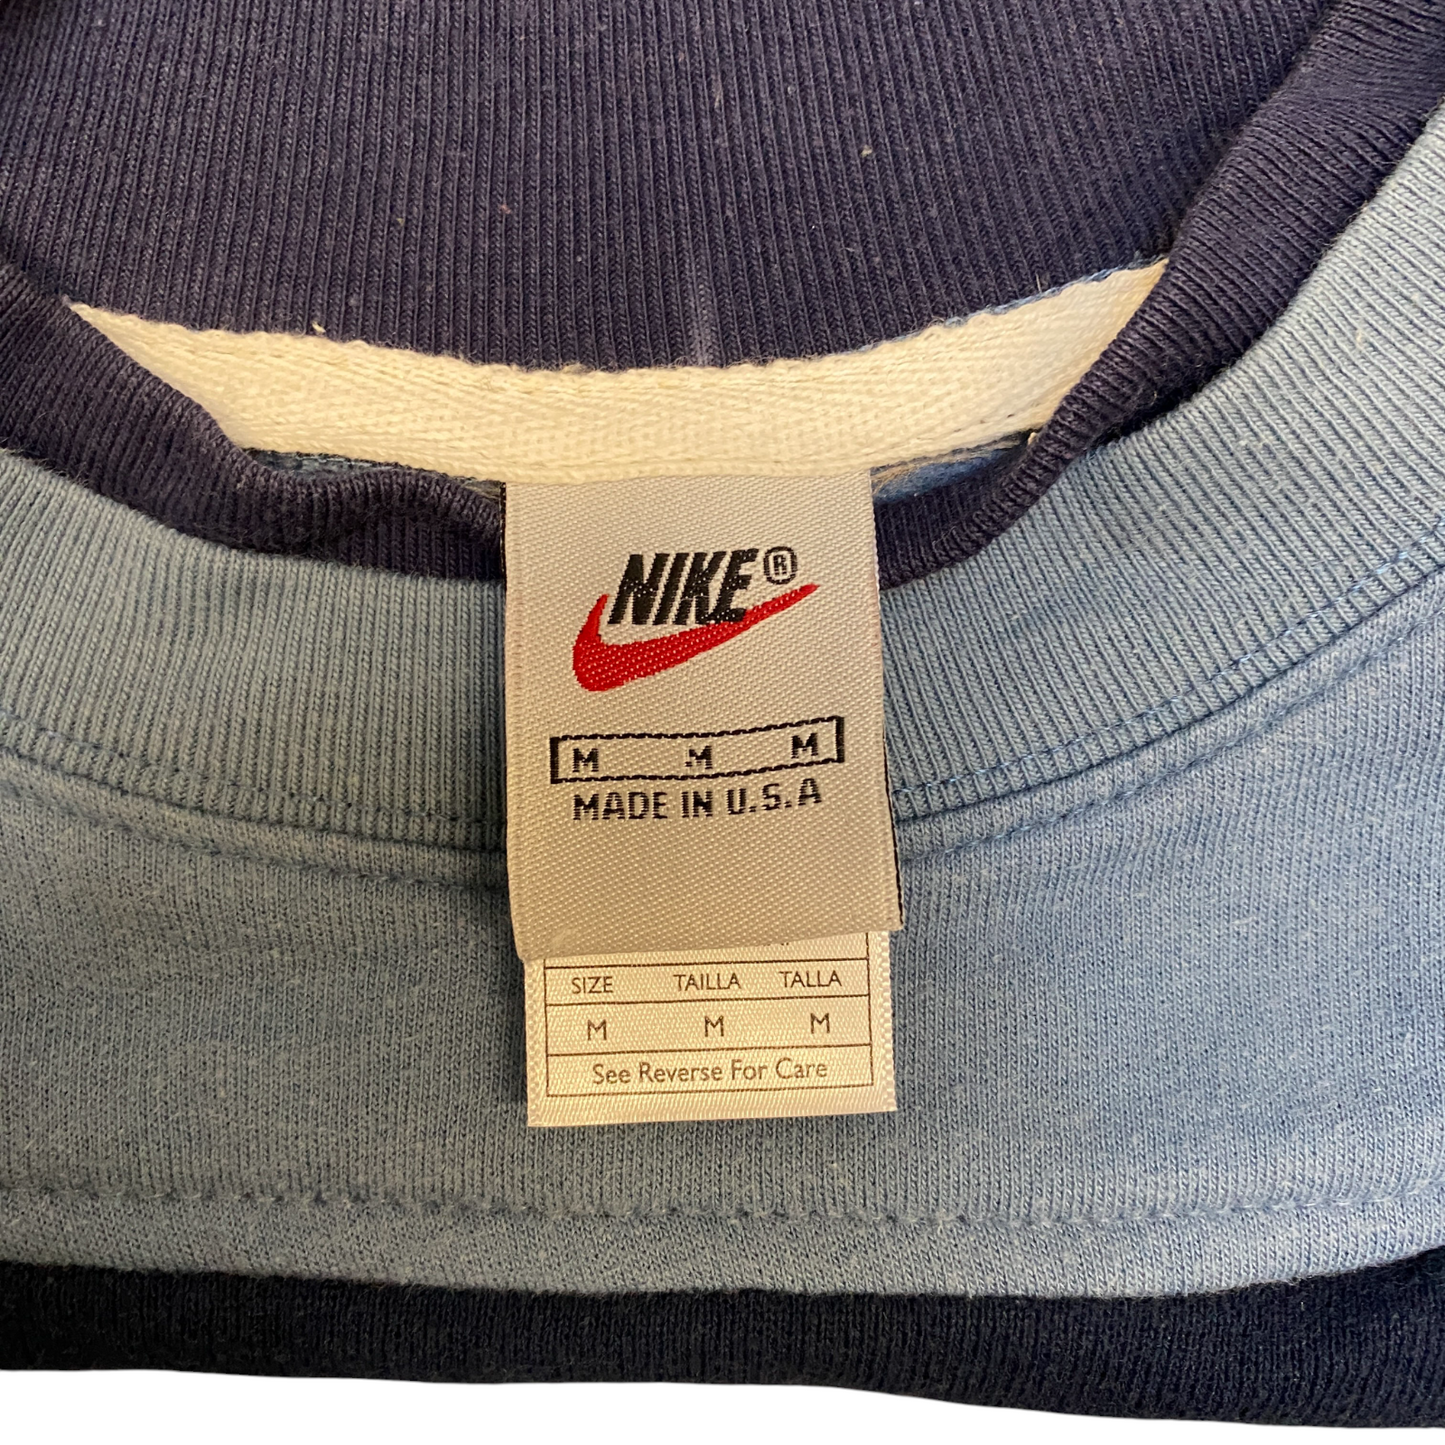 NIKE®
M M M
MADE IN U.S.A
SIZE TAILLA TALLA
M M M
See Reverse For Care